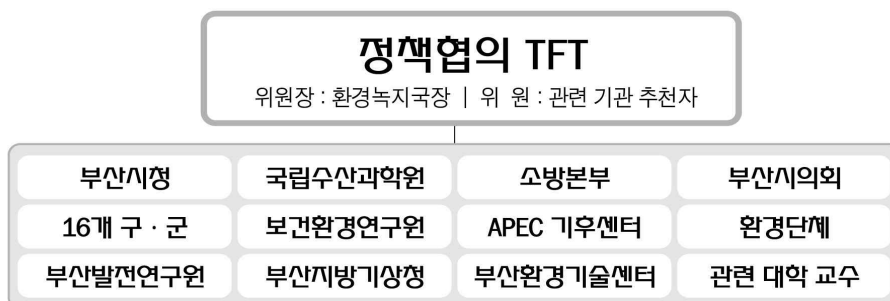 정책협의 TFT
위원장 : 환경녹지국장 | 위 원 : 관련 기관 추천자
부산시청 국립수산과학원 소방본부 부산시의회
16개 구 · 군 보건환경연구원 APEC 기후센터 환경단체
부산발전연구원 부산지방기상청 부산환경기술센터 관련 대학 교수